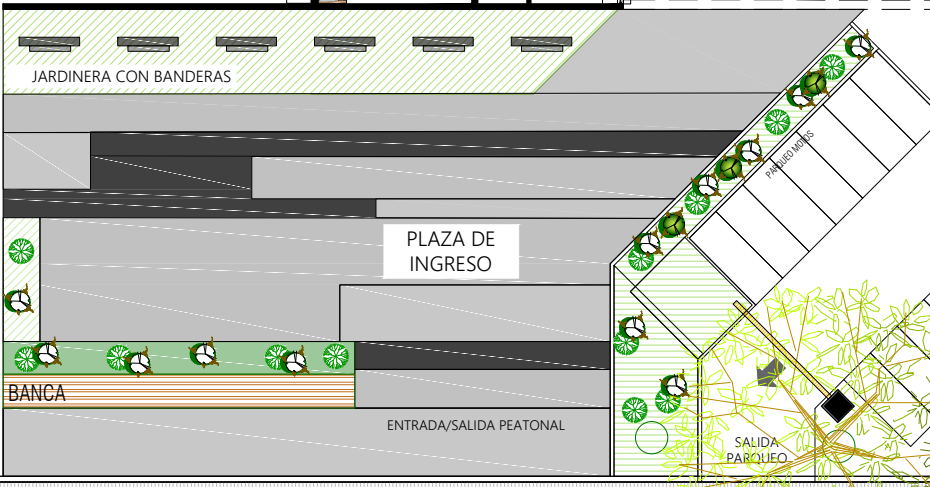 JARDINERA CON BANDERAS
PARQUEO MOTOS
PLAZA DE
INGRESO
BANCA
ENTRADA/SALIDA PEATONAL
SALIDA
PARQUEO